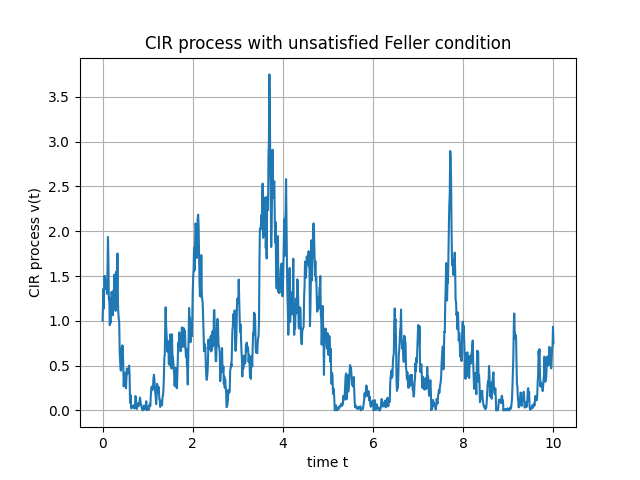 CIR process with unsatisfied Feller condition
3.5
3.0
2.5
2.0
1.5
1.0
0.5
0.0
CIR process v(t)
0 2 4 6 8 10
time t